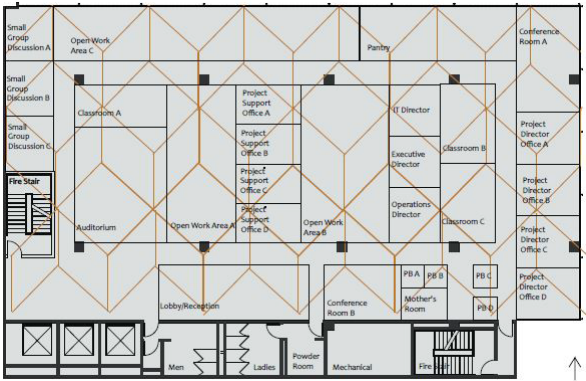 Small
Group
Discussion A
Open Work
Area C
Pantry
Conference
Room A
Small
Group
Discussion B
Classroom A
Project
Support
Office A
IT Director
Small
Group
Discussion C
Project
Support
Office B
Project
Director
Office A
Executive
Director
Classroom B
Project
Support
Office C
Fire Stair
Project
Director
Office B
Project
Support
Office D
Operations
Director
Auditorium
Open Work Area A
Open Work
Area B
Classroom C
Project
Director
Office C
PB A
PB B
PB C
Project
Director
Office D
Lobby/Reception
Conference
Room B
Mother's
Room
PB D
Men
Ladies
Powder
Room
Mechanical
Fire Stair